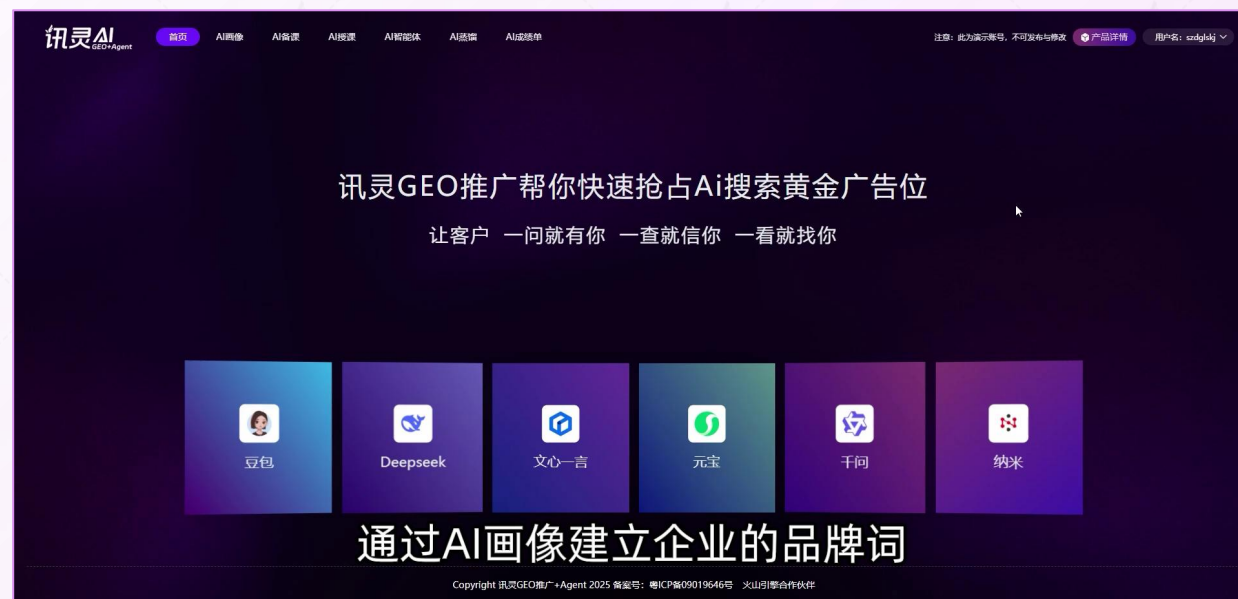 讯灵AI GEO+Agent 首页 AI画像 AI备课 AI授课 AI智能体 AI蒸馏 AI成绩单 注意：此为演示账号，不可发布与修改 产品详情 用户名：szdglskj
讯灵GEO推广帮你快速抢占Ai搜索黄金广告位
让客户 一问就有你 一查就信你 一看就找你
豆包 Deepseek 文心一言 元宝 千问 纳米
通过AI画像建立企业的品牌词
Copyright 讯灵GEO推广+Agent 2025 备案号：粤ICP备09019646号 火山引擎合作伙伴